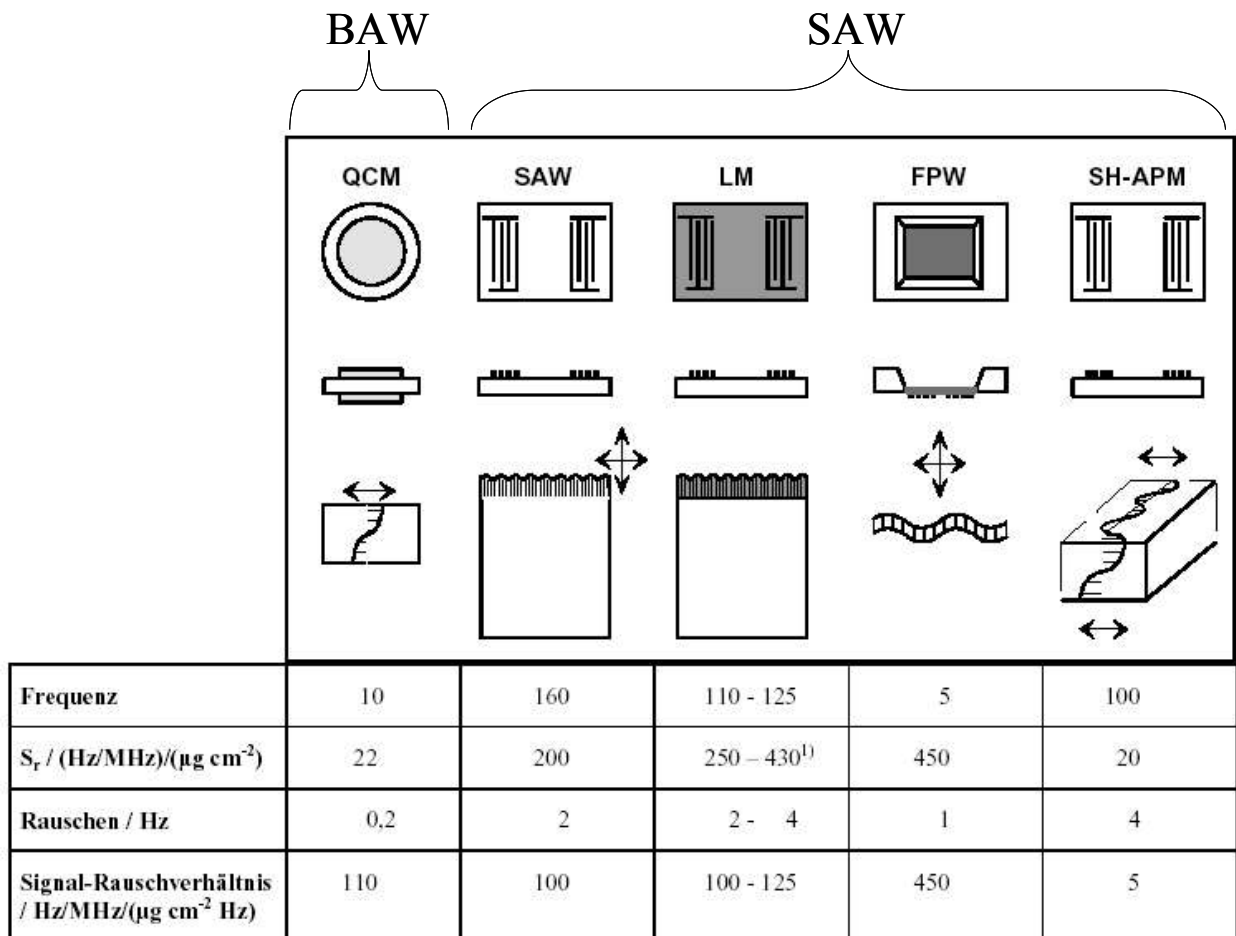 BAW SAW
QCM SAW LM FPW SH-APM
Frequenz 10 160 110 - 125 5 100
Sr / (Hz/MHz)/(µg cm-2) 22 200 250 – 4301) 450 20
Rauschen / Hz 0,2 2 2 - 4 1 4
Signal-Rauschverhältnis 110 100 100 - 125 450 5
/ Hz/MHz/(µg cm-2 Hz)